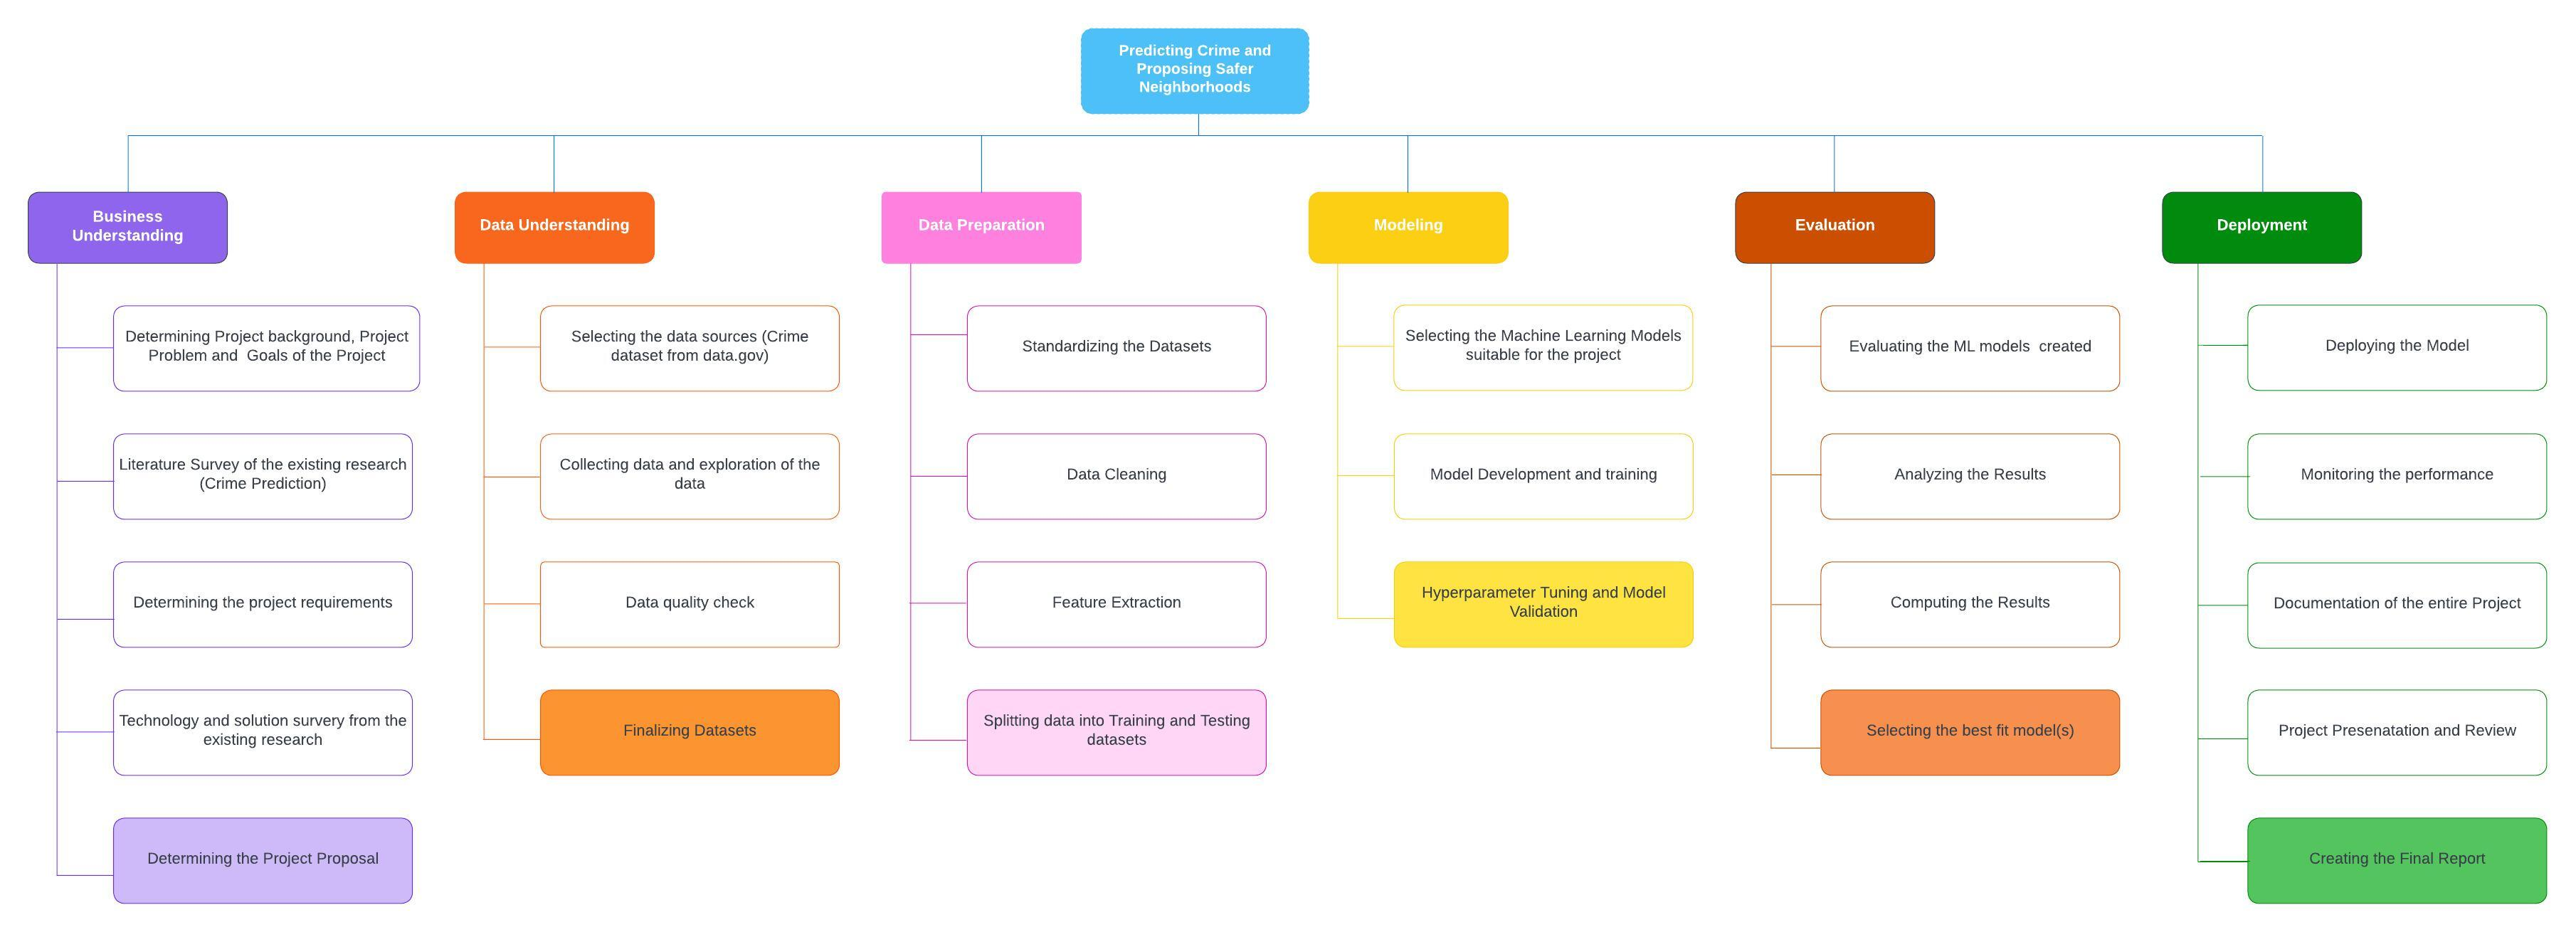 Predicting Crime and
Proposing Safer
Neighborhoods
Business
Understanding
Determining Project background, Project
Problem and  Goals of the Project
Literature Survey of the existing research
(Crime Prediction)
Determining the project requirements
Technology and solution survery from the
existing research
Determining the Project Proposal
Data Understanding
Selecting the data sources (Crime
dataset from data.gov)
Collecting data and exploration of the
data
Data quality check
Finalizing Datasets
Data Preparation
Standardizing the Datasets
Data Cleaning
Feature Extraction
Splitting data into Training and Testing
datasets
Modeling
Selecting the Machine Learning Models
suitable for the project
Model Development and training
Hyperparameter Tuning and Model
Validation
Evaluation
Evaluating the ML models  created
Analyzing the Results
Computing the Results
Selecting the best fit model(s)
Deployment
Deploying the Model
Monitoring the performance
Documentation of the entire Project
Project Presenatation and Review
Creating the Final Report